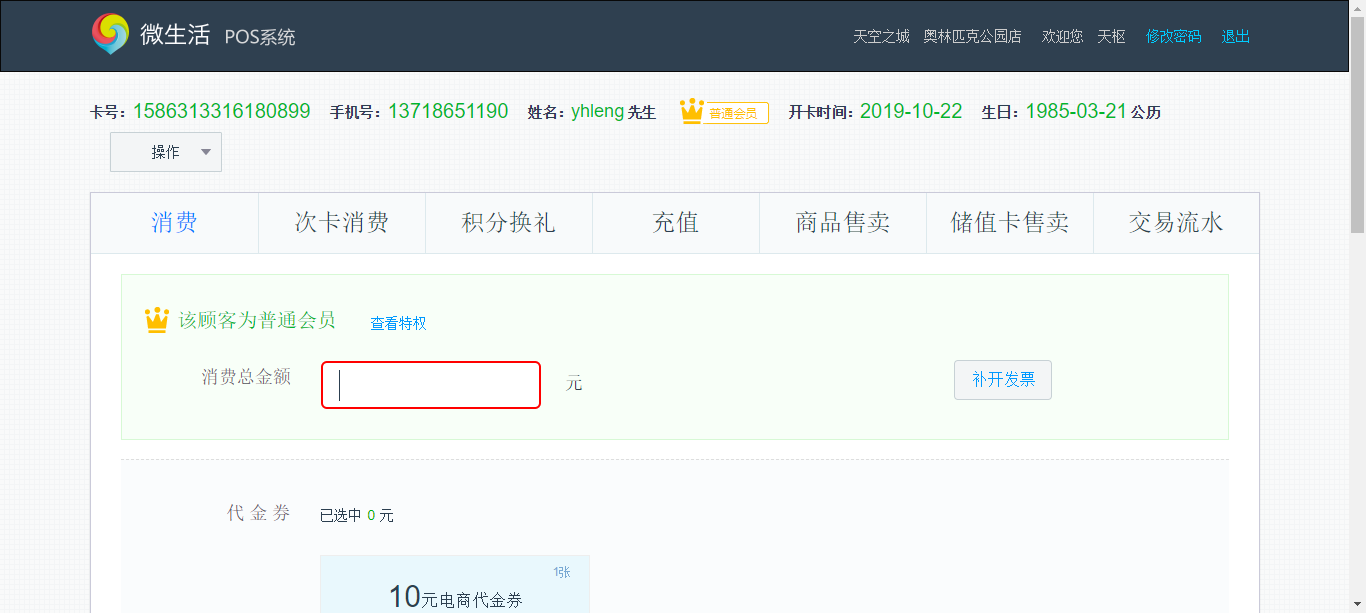 微生活 POS系统 天空之城 奥林匹克公园店 欢迎您 天枢 修改密码 退出
卡号：1586313316180899 手机号：13718651190 姓名：yhleng 先生 普通会员 开卡时间：2019-10-22 生日：1985-03-21 公历
操作
消费 次卡消费 积分换礼 充值 商品售卖 储值卡售卖 交易流水
该顾客为普通会员 查看特权
消费总金额 元 补开发票
代金券 已选中 0 元
1张
10元电商代金券